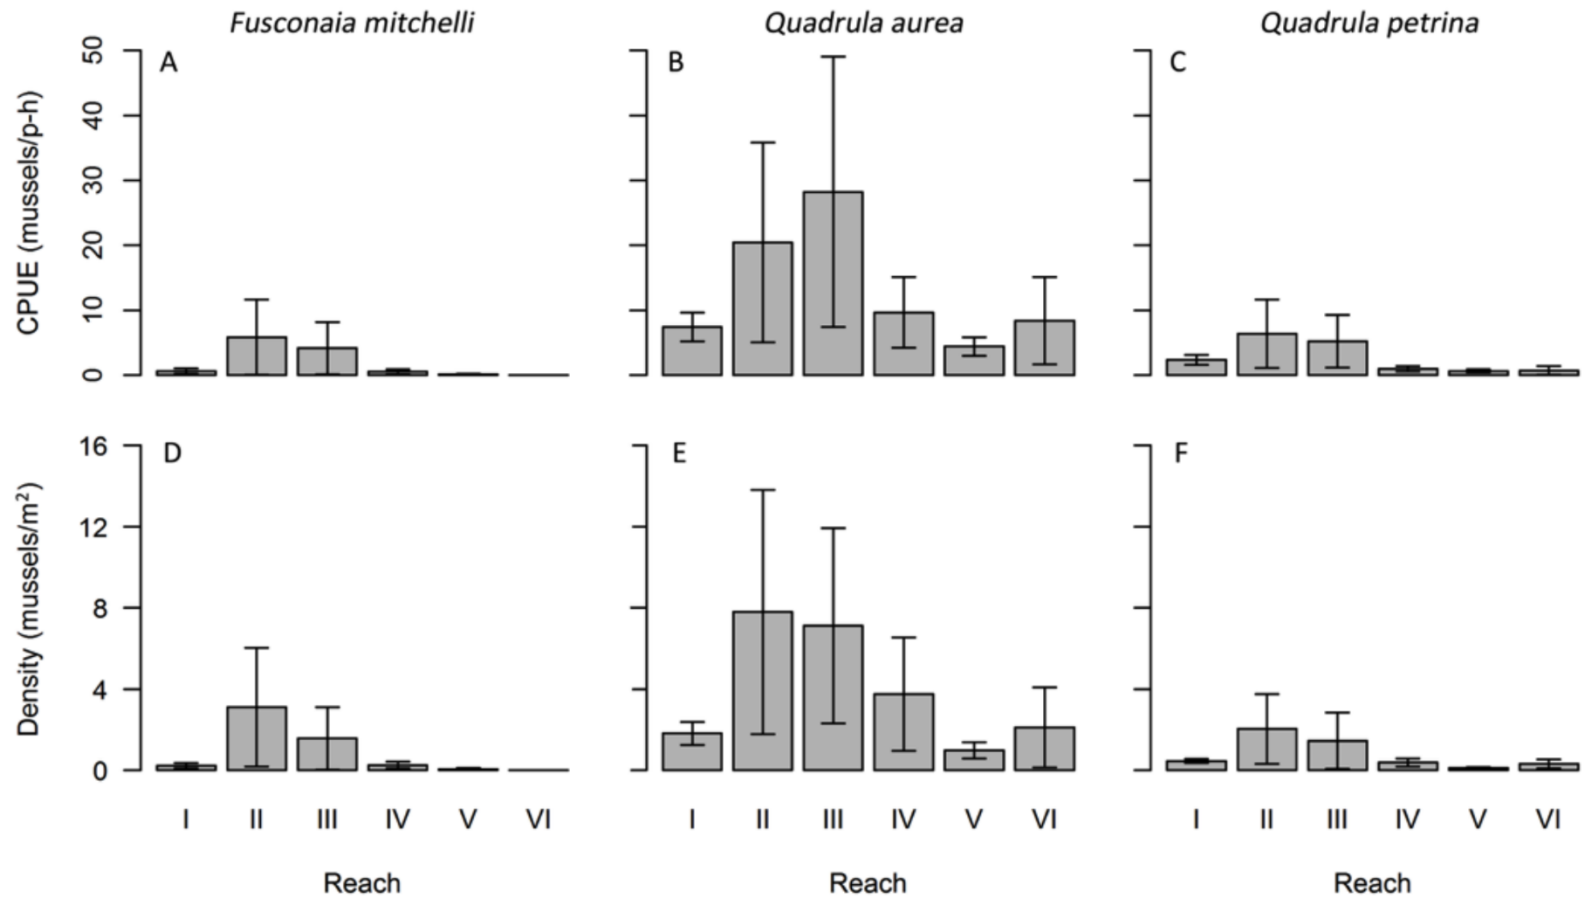 Fusconaia mitchelli
Quadrula aurea
Quadrula petrina
CPUE (mussels/p-h)
50
40
30
20
10
0
A
B
C
Density (mussels/m²)
16
12
8
4
0
D
E
F
I II III IV V VI
I II III IV V VI
I II III IV V VI
Reach
Reach
Reach